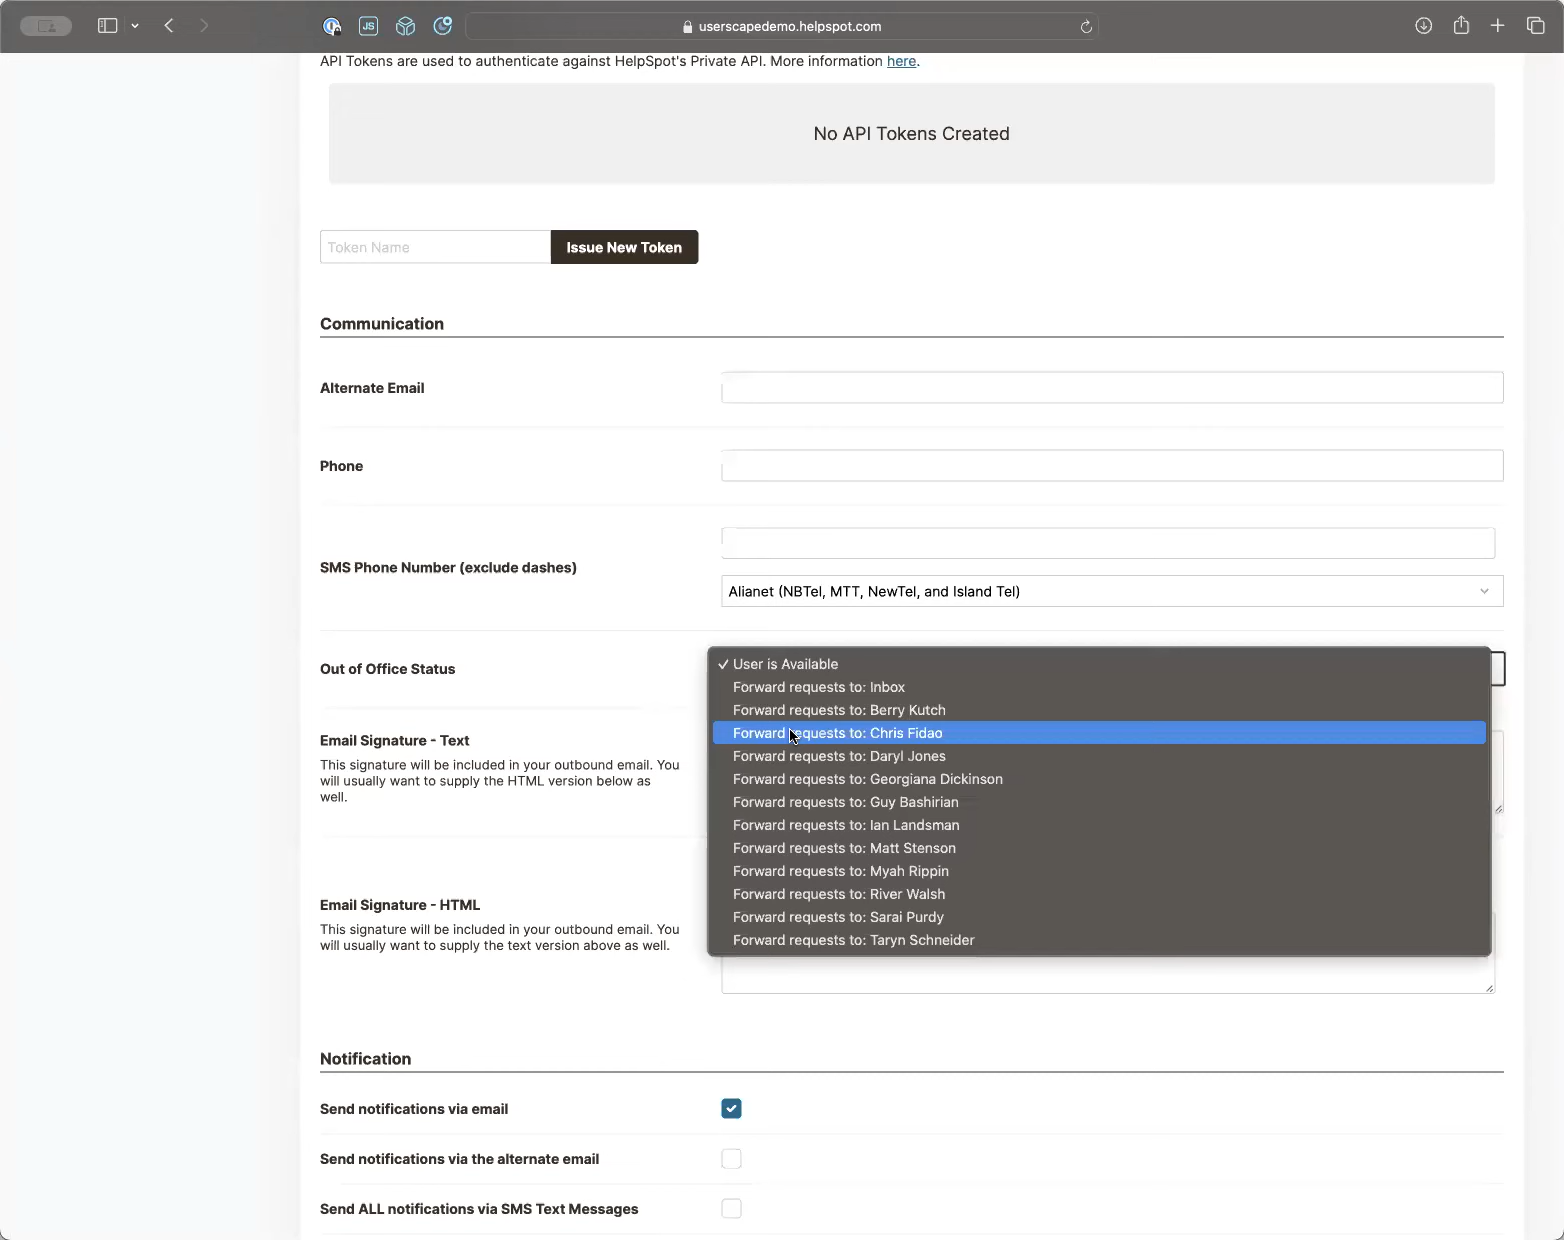 JS
userscapedemo.helpspot.com
API Tokens are used to authenticate against HelpSpot's Private API. More information here.
No API Tokens Created
Token Name
Issue New Token
Communication
Alternate Email
Phone
SMS Phone Number (exclude dashes)
Alianet (NBTel, MTT, NewTel, and Island Tel)
Out of Office Status
User is Available
Forward requests to: Inbox
Forward requests to: Berry Kutch
Forward requests to: Chris Fidao
Forward requests to: Daryl Jones
Forward requests to: Georgiana Dickinson
Forward requests to: Guy Bashirian
Forward requests to: Ian Landsman
Forward requests to: Matt Stenson
Forward requests to: Myah Rippin
Forward requests to: River Walsh
Forward requests to: Sarai Purdy
Forward requests to: Taryn Schneider
Email Signature - Text
This signature will be included in your outbound email. You
will usually want to supply the HTML version below as
well.
Email Signature - HTML
This signature will be included in your outbound email. You
will usually want to supply the text version above as well.
Notification
Send notifications via email
Send notifications via the alternate email
Send ALL notifications via SMS Text Messages